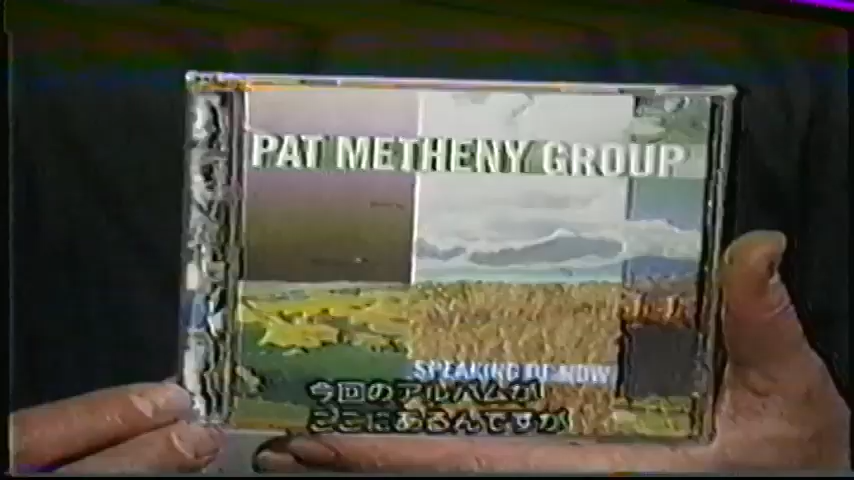 PAT METHENY GROUP
SPEAKING OF NOW
今回のアルバムが
ここにあるんですが